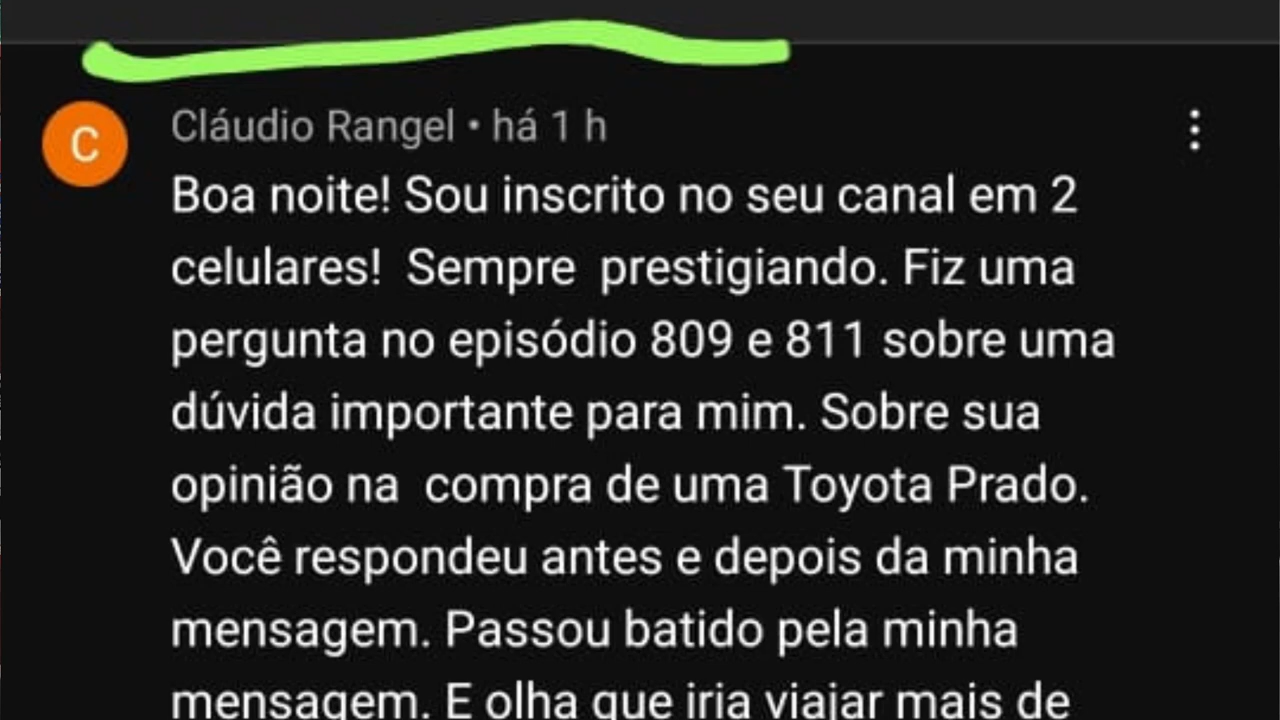 C
Cláudio Rangel • há 1 h
Boa noite! Sou inscrito no seu canal em 2
celulares! Sempre prestigiando. Fiz uma
pergunta no episódio 809 e 811 sobre uma
dúvida importante para mim. Sobre sua
opinião na compra de uma Toyota Prado.
Você respondeu antes e depois da minha
mensagem. Passou batido pela minha
mensagem. E olha que iria viajar mais de